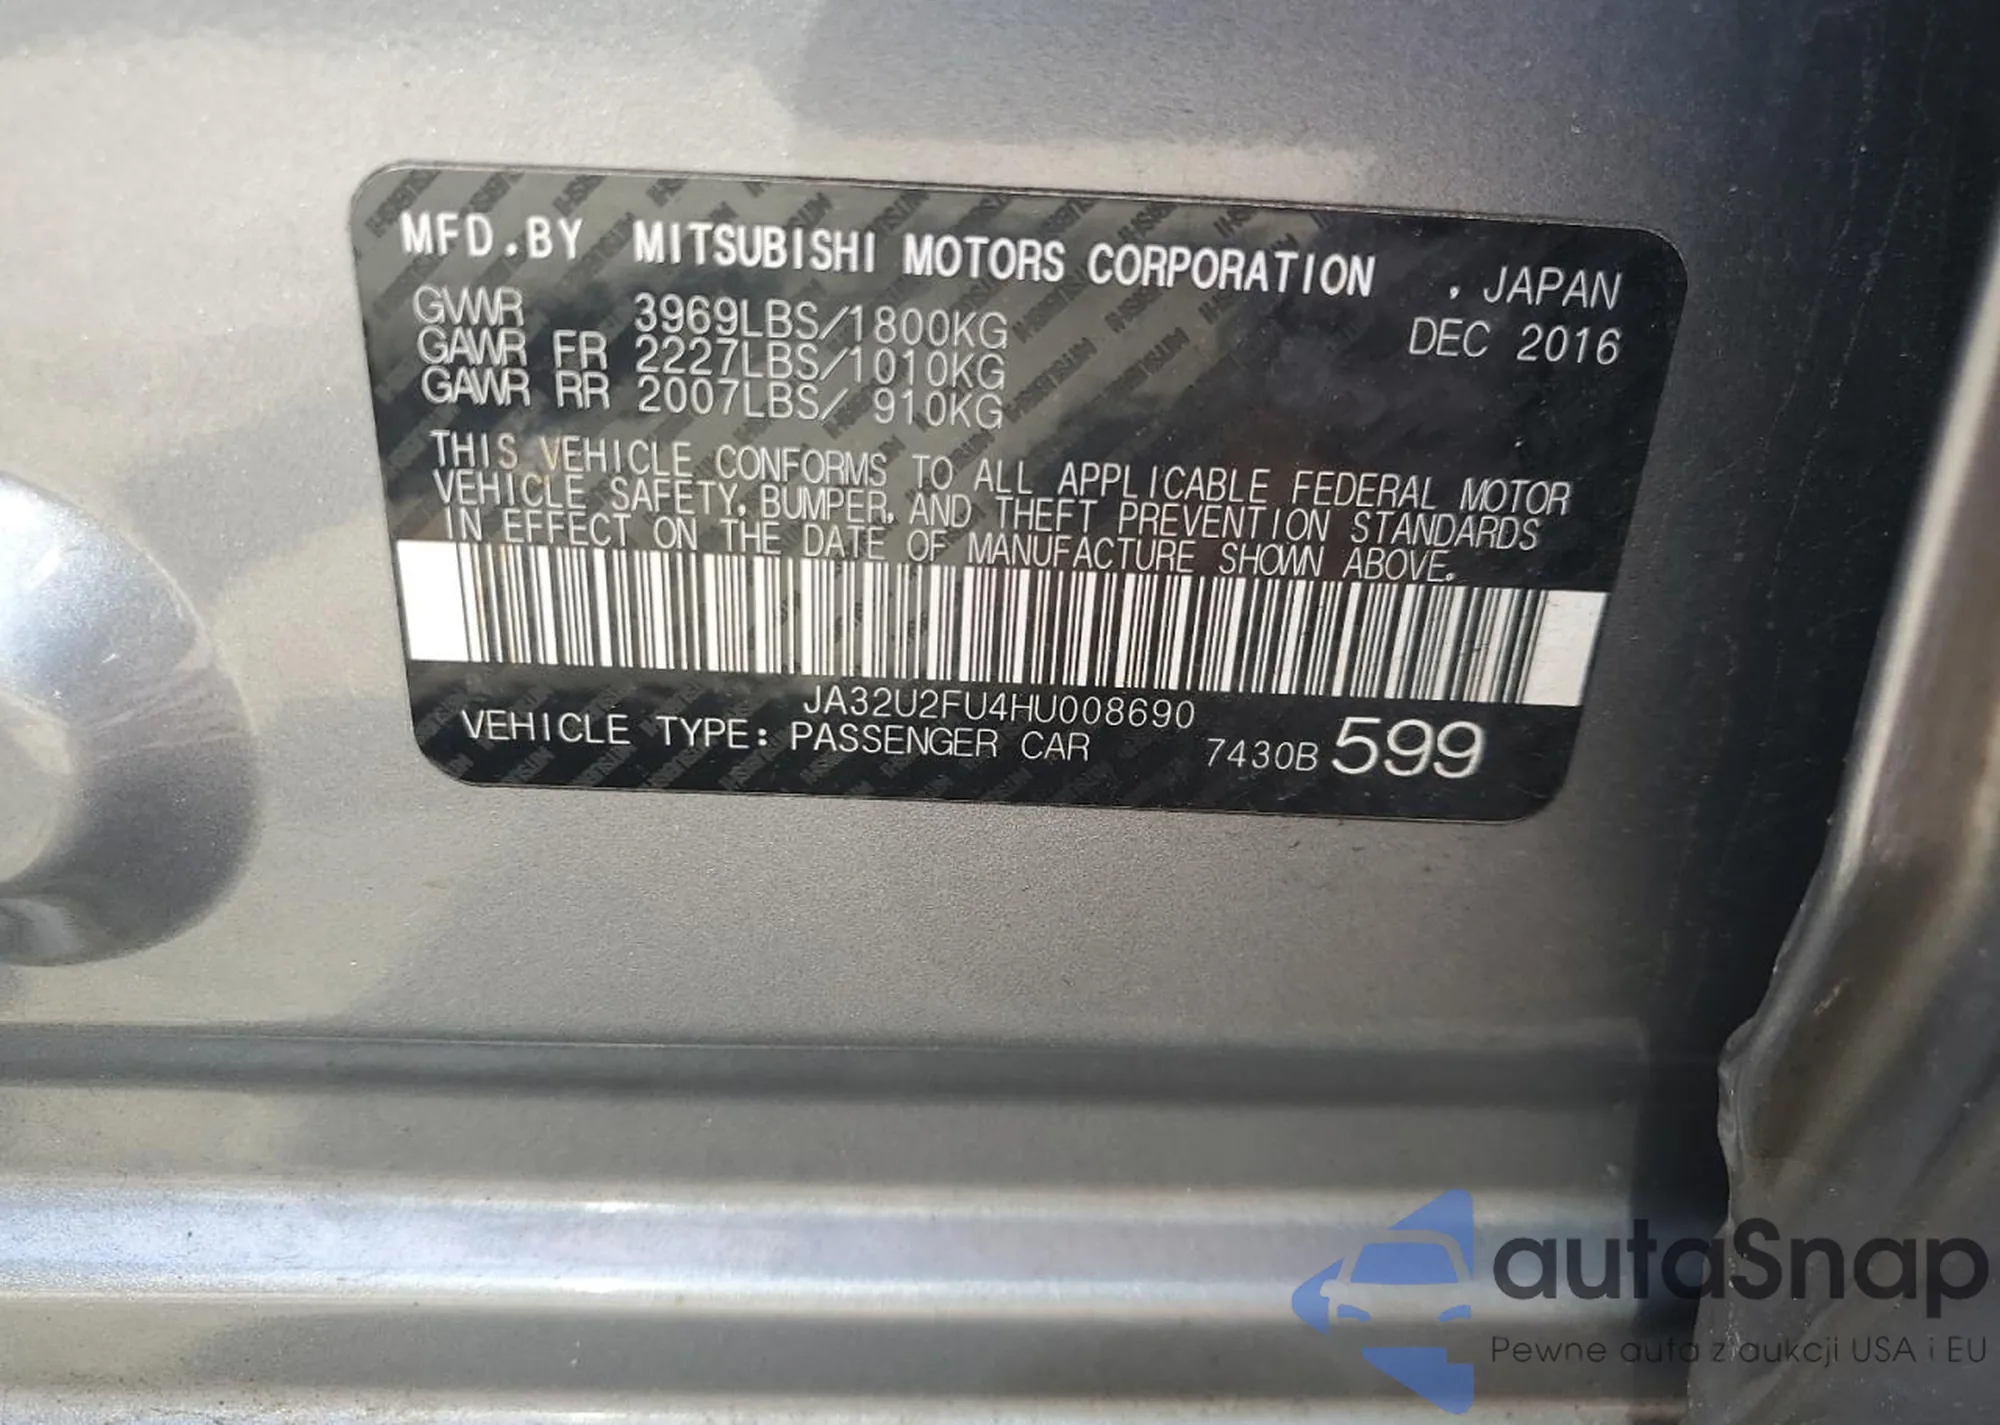 MFD.BY MITSUBISHI MOTORS CORPORATION , JAPAN
GVWR 3969LBS/1800KG DEC 2016
GAWR FR 2227LBS/1010KG
GAWR RR 2007LBS/ 910KG
THIS VEHICLE CONFORMS TO ALL APPLICABLE FEDERAL MOTOR
VEHICLE SAFETY, BUMPER, AND THEFT PREVENTION STANDARDS
IN EFFECT ON THE DATE OF MANUFACTURE SHOWN ABOVE.
JA32U2FU4HU008690
VEHICLE TYPE: PASSENGER CAR 7430B 599
autaSnap
Pewne auta z aukcji USA i EU